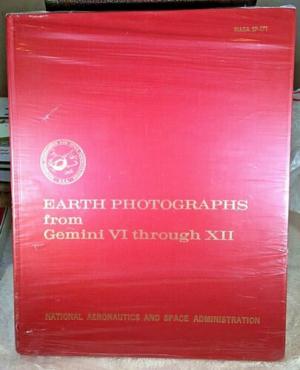 NASA SP-171
EARTH PHOTOGRAPHS
from
Gemini VI through XII
NATIONAL AERONAUTICS AND SPACE ADMINISTRATION